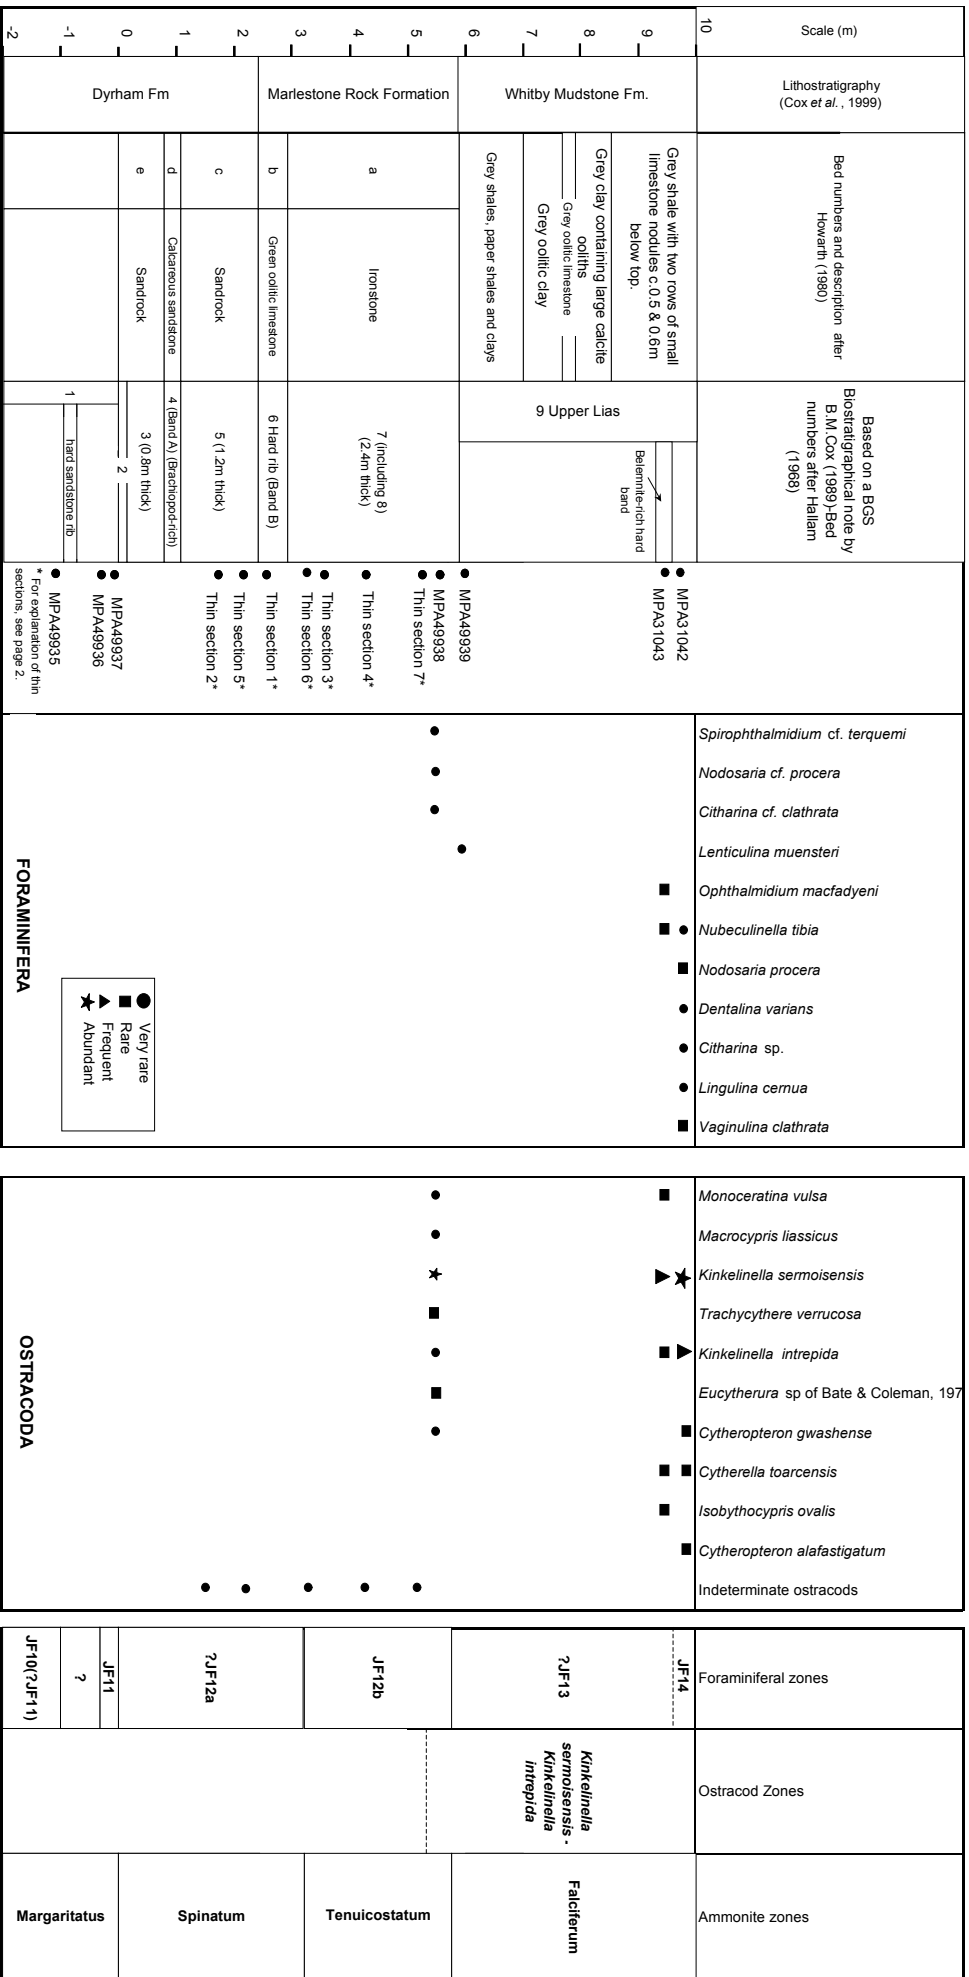 Scale (m)
10
9
8
7
6
5
4
3
2
1
0
-1
-2
Lithostratigraphy
(Cox et al., 1999)
Whitby Mudstone Fm.
Marlestone Rock Formation
Dyrham Fm
Bed numbers and description after
Howarth (1980)
Grey shale with two rows of small
limestone nodules c.0.5 & 0.6m
below top.
Grey clay containing large calcite
ooliths
Grey oolitic limestone
Grey oolitic clay
Grey shales, paper shales and clays
a
Ironstone
b
Green oolitic limestone
c
Sandrock
d
Calcareous sandstone
e
Sandrock
Based on a BGS
Biostratigraphical note by
B.M.Cox (1989)-Bed
numbers after Hallam
(1968)
9 Upper Lias
Belemnite-rich hard
band
7 (including 8)
(2.4m thick)
6 Hard rib (Band B)
5 (1.2m thick)
4 (Band A) (Brachiopod-rich)
3 (0.8m thick)
2
1
hard sandstone rib
MPA31042
MPA31043
MPA49939
MPA49938
Thin section 7*
Thin section 4*
Thin section 3*
Thin section 6*
Thin section 1*
Thin section 5*
Thin section 2*
MPA49937
MPA49936
MPA49935
* For explanation of thin
sections, see page 2.
Spirophthalmidium cf. terquemi
Nodosaria cf. procera
Citharina cf. clathrata
Lenticulina muensteri
Ophthalmidium macfadyeni
Nubeculinella tibia
Nodosaria procera
Dentalina varians
Citharina sp.
Lingulina cernua
Vaginulina clathrata
FORAMINIFERA
Very rare
Rare
Frequent
Abundant
Monoceratina vulsa
Macrocypris liassicus
Kinkelinella sermoisensis
Trachycythere verrucosa
Kinkelinella intrepida
Eucytherura sp of Bate & Coleman, 197
Cytheropteron gwashense
Cytherella toarcensis
Isobythocypris ovalis
Cytheropteron alafastigatum
Indeterminate ostracods
OSTRACODA
Foraminiferal zones
JF14
?JF13
JF12b
?JF12a
JF11
?
JF10(?JF11)
Ostracod Zones
Kinkelinella
sermoisensis -
Kinkelinella
intrepida
Ammonite zones
Falciferum
Tenuicostatum
Spinatum
Margaritatus